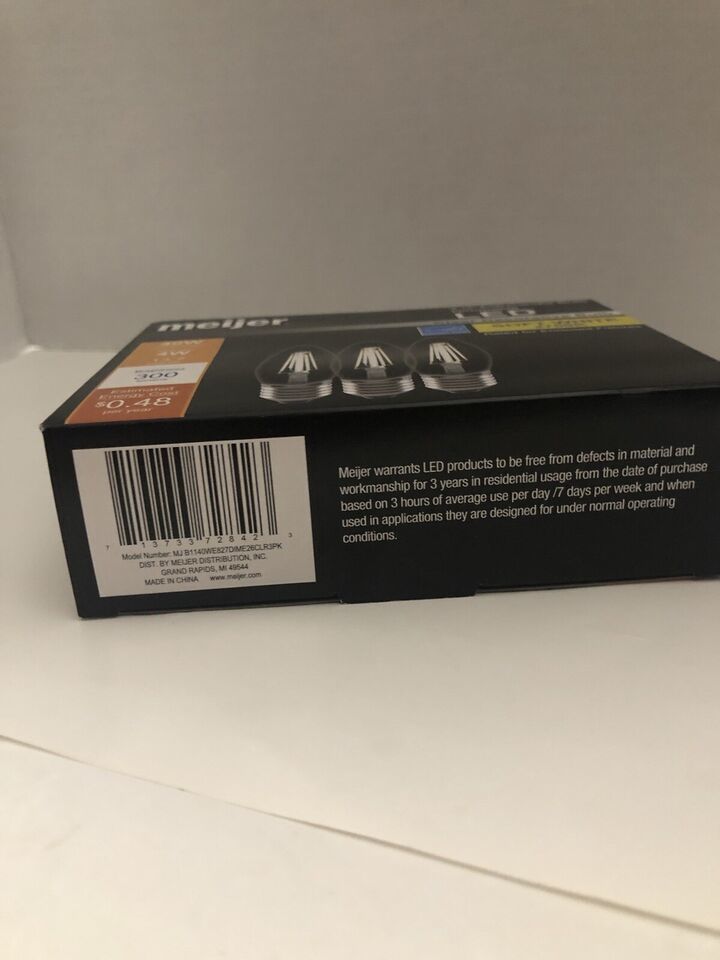 meijer
LED
40W
4W
300
Estimated
Energy Cost
$0.48
per year
7 13733 72842 3
Model Number: MJ B1140WE827DIME26CLR3PK
DIST. BY MEIJER DISTRIBUTION, INC.
GRAND RAPIDS, MI 49544
MADE IN CHINA www.meijer.com
Meijer warrants LED products to be free from defects in material and
workmanship for 3 years in residential usage from the date of purchase
based on 3 hours of average use per day /7 days per week and when
used in applications they are designed for under normal operating
conditions.